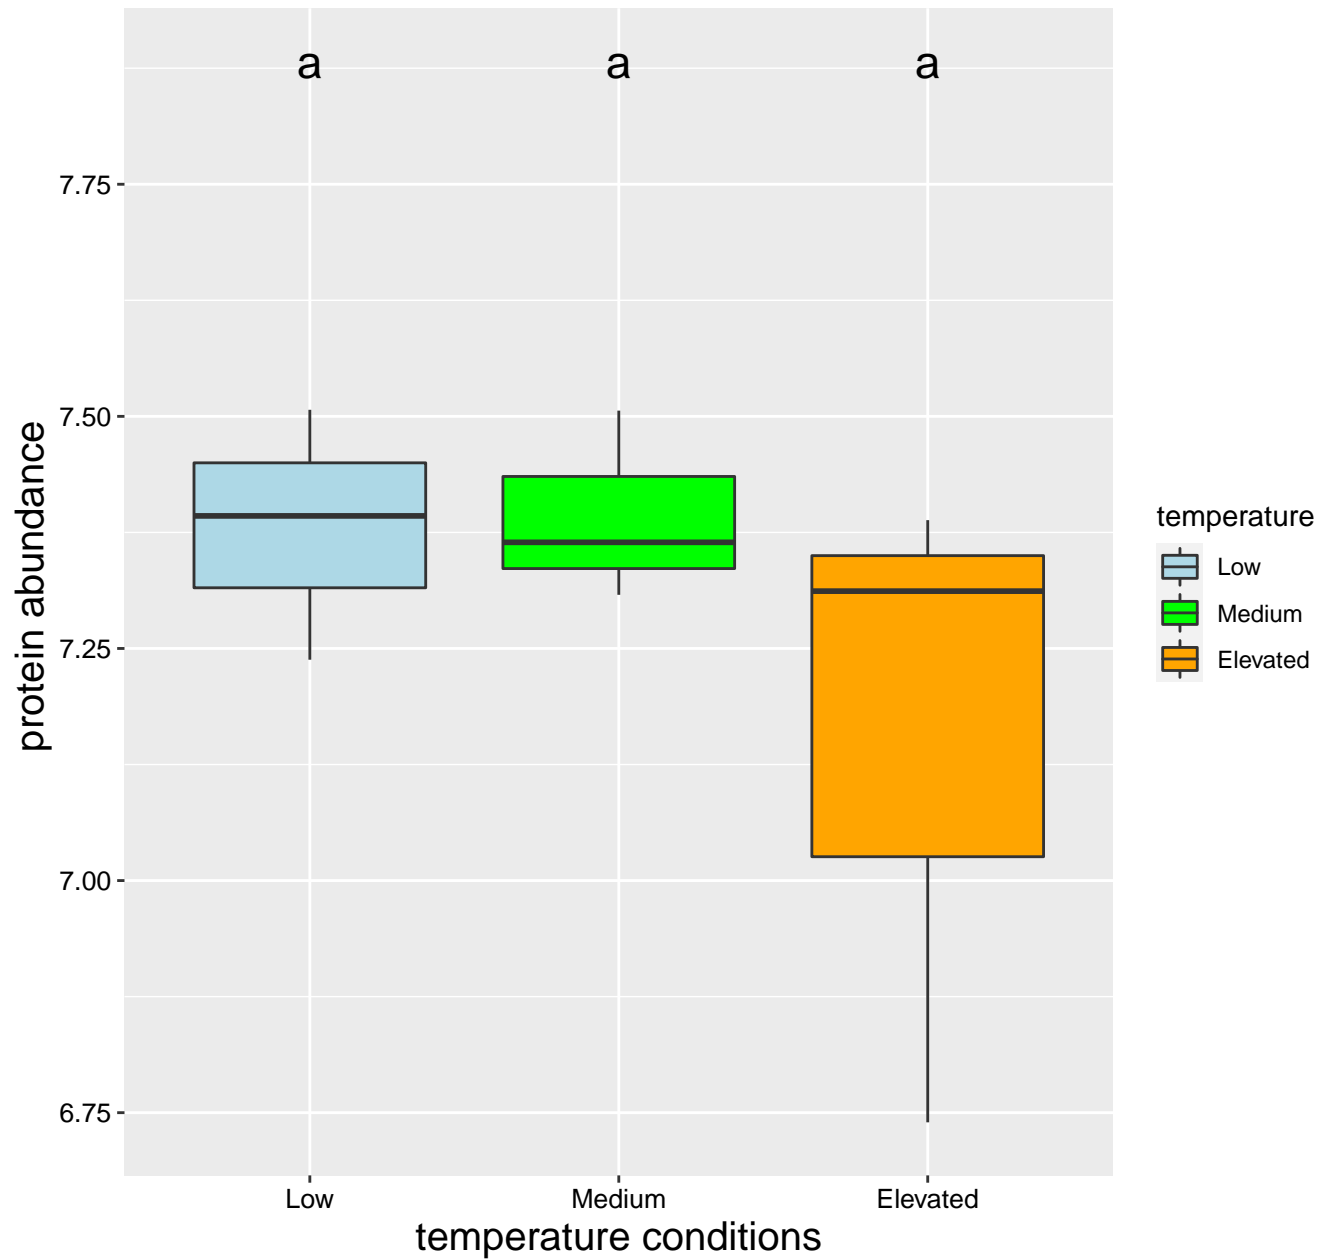 a a a
7.75
7.50
7.25
7.00
6.75
protein abundance
Low Medium Elevated
temperature conditions
temperature
Low
Medium
Elevated